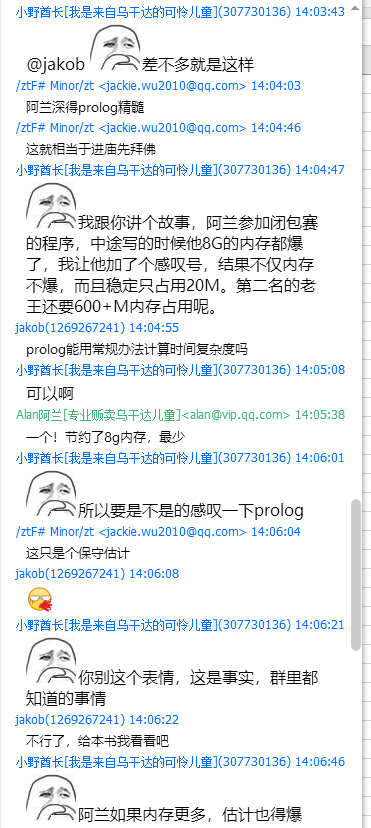 小野酋长[我是来自乌干达的可怜儿童](307730136) 14:03:43
@jakob 差不多就是这样
/ztF# Minor/zt <jackie.wu2010@qq.com> 14:04:03
阿兰深得prolog精髓
/ztF# Minor/zt <jackie.wu2010@qq.com> 14:04:46
这就相当于进庙先拜佛
小野酋长[我是来自乌干达的可怜儿童](307730136) 14:04:47
我跟你讲个故事，阿兰参加闭包赛
的程序，中途写的时候他8G的内存都爆
了，我让他加了个感叹号，结果不仅内存
不爆，而且稳定只占用20M。第二名的老
王还要600+M内存占用呢。
jakob(1269267241) 14:04:55
prolog能用常规办法计算时间复杂度吗
小野酋长[我是来自乌干达的可怜儿童](307730136) 14:05:08
可以啊
Alan阿兰[专业贩卖乌干达儿童]<alan@vip.qq.com> 14:05:38
一个！节约了8g内存，最少
小野酋长[我是来自乌干达的可怜儿童](307730136) 14:06:01
所以要是不是的感叹一下prolog
/ztF# Minor/zt <jackie.wu2010@qq.com> 14:06:04
这只是个保守估计
jakob(1269267241) 14:06:08
小野酋长[我是来自乌干达的可怜儿童](307730136) 14:06:21
你别这个表情，这是事实，群里都
知道的事情
jakob(1269267241) 14:06:22
不行了，给本书我看看吧
小野酋长[我是来自乌干达的可怜儿童](307730136) 14:06:46
阿兰如果内存更多，估计也得爆